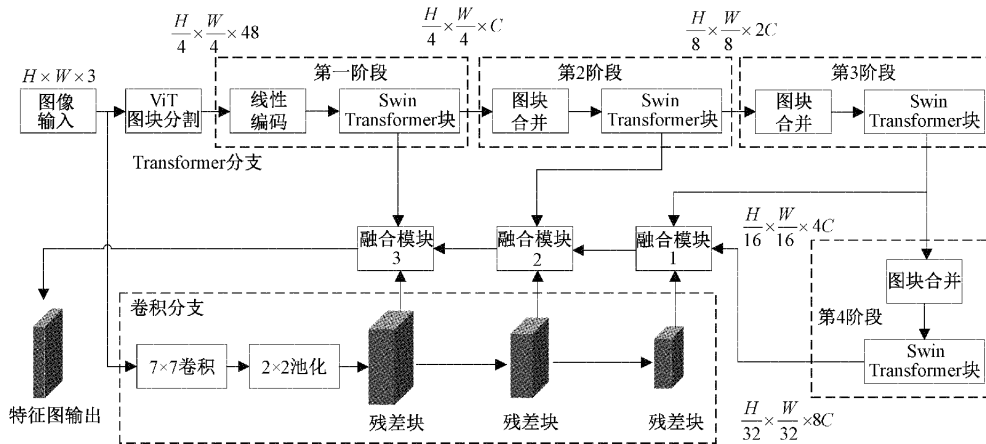 H/4 × W/4 × 48
H/4 × W/4 × C
H/8 × W/8 × 2C
H×W×3
第一阶段
第2阶段
第3阶段
图像
输入
ViT
图块分割
线性
编码
Swin
Transformer块
图块
合并
Swin
Transformer块
图块
合并
Swin
Transformer块
Transformer分支
H/16 × W/16 × 4C
融合模块
3
融合模块
2
融合模块
1
图块合并
第4阶段
Swin
Transformer块
卷积分支
7×7卷积
2×2池化
特征图输出
残差块
残差块
残差块
H/32 × W/32 × 8C